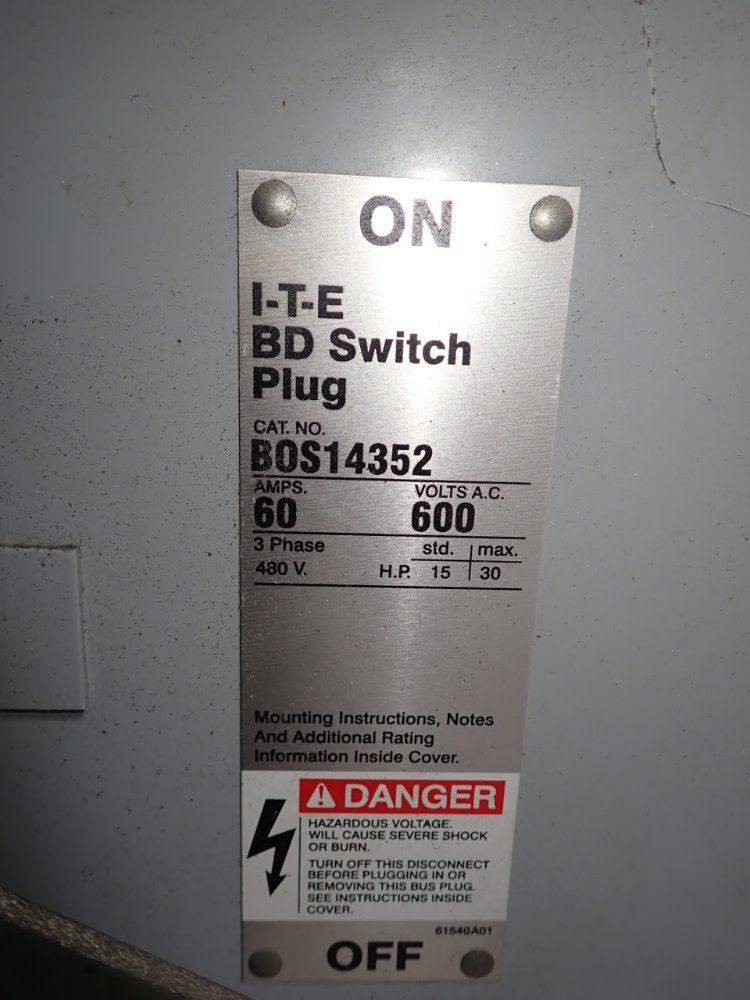 ON
I-T-E
BD Switch
Plug
CAT. NO.
BOS14352
AMPS. VOLTS A.C.
60 600
3 Phase std. max.
480 V. H.P. 15 30
Mounting Instructions, Notes
And Additional Rating
Information Inside Cover.
DANGER
HAZARDOUS VOLTAGE.
WILL CAUSE SEVERE SHOCK
OR BURN.
TURN OFF THIS DISCONNECT
BEFORE PLUGGING IN OR
REMOVING THIS BUS PLUG.
SEE INSTRUCTIONS INSIDE
COVER.
61540A01
OFF